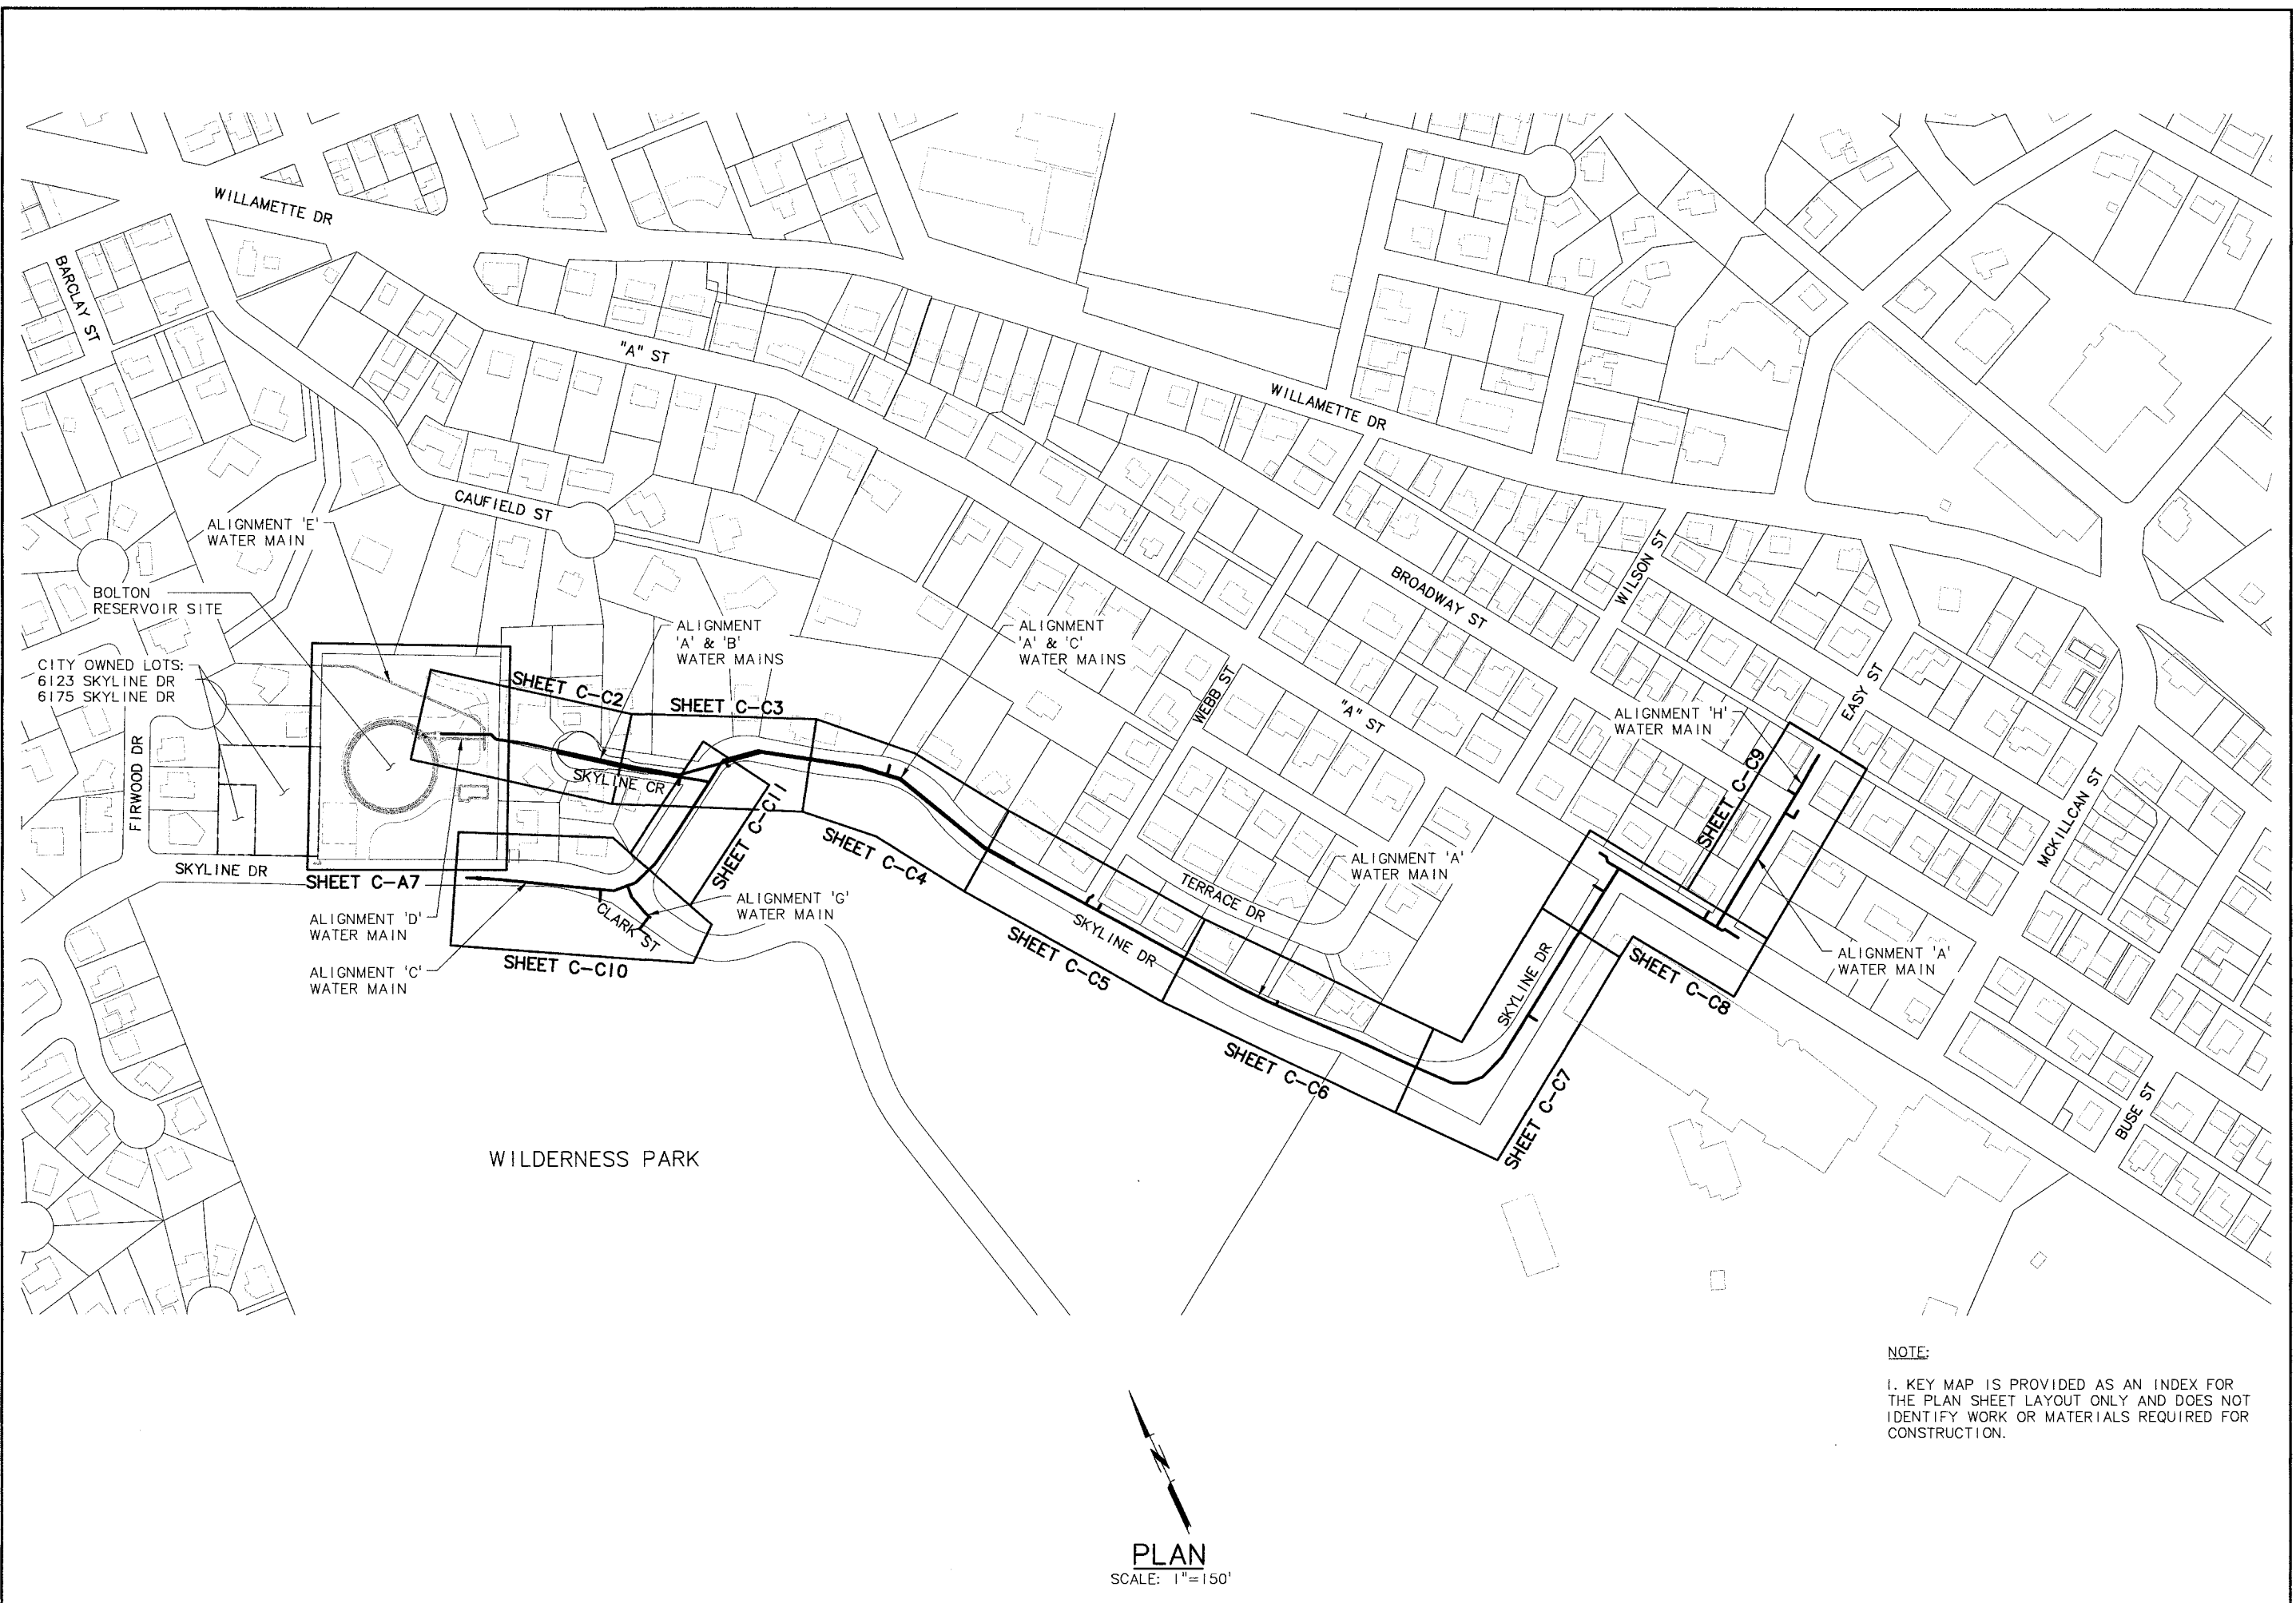 WILLAMETTE DR
BARCLAY ST
"A" ST
WILLAMETTE DR
CAUFIELD ST
ALIGNMENT 'E'
WATER MAIN
BOLTON
RESERVOIR SITE
CITY OWNED LOTS:
6123 SKYLINE DR
6175 SKYLINE DR
FIRWOOD DR
SKYLINE DR
SHEET C-A7
ALIGNMENT 'D'
WATER MAIN
ALIGNMENT 'C'
WATER MAIN
SHEET C-C2
SHEET C-C3
ALIGNMENT
'A' & 'B'
WATER MAINS
ALIGNMENT
'A' & 'C'
WATER MAINS
SKYLINE CR
SHEET C-C11
SHEET C-C4
ALIGNMENT 'G'
WATER MAIN
CLARK ST
SHEET C-C10
WEBB ST
BROADWAY ST
WILSON ST
"A" ST
EASY ST
ALIGNMENT 'H'
WATER MAIN
SHEET C-C9
MCKILLCAN ST
ALIGNMENT 'A'
WATER MAIN
TERRACE DR
SKYLINE DR
SHEET C-C5
SHEET C-C6
SKYLINE DR
SHEET C-C7
SHEET C-C8
ALIGNMENT 'A'
WATER MAIN
BUSE ST
WILDERNESS PARK
NOTE:
1. KEY MAP IS PROVIDED AS AN INDEX FOR
THE PLAN SHEET LAYOUT ONLY AND DOES NOT
IDENTIFY WORK OR MATERIALS REQUIRED FOR
CONSTRUCTION.
N
PLAN
SCALE: 1"=150'